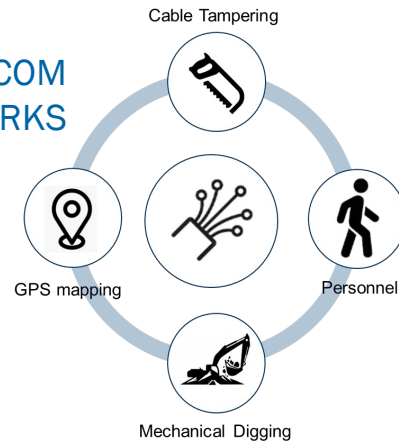 Cable Tampering
COM
RKS
GPS mapping
Personnel
Mechanical Digging